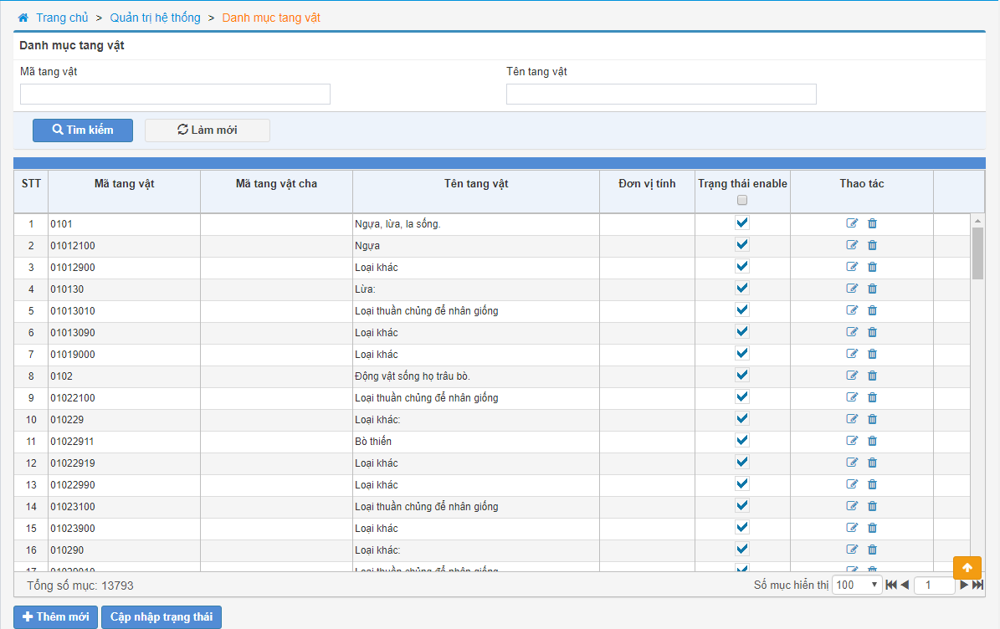 Trang chủ > Quản trị hệ thống > Danh mục tang vật
Danh mục tang vật
Mã tang vật Tên tang vật
Tìm kiếm Làm mới
STT Mã tang vật Mã tang vật cha Tên tang vật Đơn vị tính Trạng thái enable Thao tác
1 0101 Ngựa, lừa, la sống.
2 01012100 Ngựa
3 01012900 Loại khác
4 010130 Lừa:
5 01013010 Loại thuần chủng để nhân giống
6 01013090 Loại khác
7 01019000 Loại khác
8 0102 Động vật sống họ trâu bò.
9 01022100 Loại thuần chủng để nhân giống
10 010229 Loại khác:
11 01022911 Bò thiến
12 01022919 Loại khác
13 01022990 Loại khác
14 01023100 Loại thuần chủng để nhân giống
15 01023900 Loại khác
16 010290 Loại khác:
17 01029010 Loại thuần chủng để nhân giống
Tổng số mục: 13793 Số mục hiển thị 100 1
Thêm mới Cập nhập trạng thái